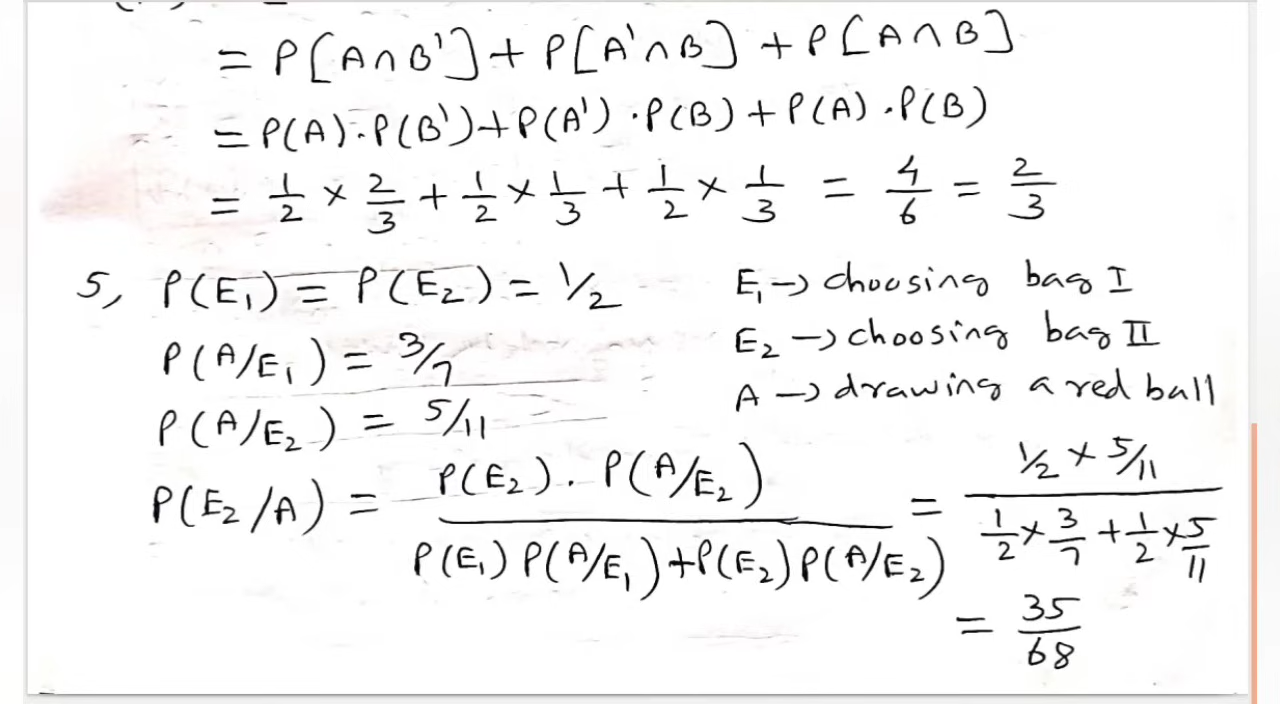 = P[A∩B'] + P[A'∩B] + P[A∩B]
= P(A).P(B')+P(A').P(B)+P(A).P(B)
= 1/2 × 2/3 + 1/2 × 1/3 + 1/2 × 1/3 = 4/6 = 2/3
5, P(E₁) = P(E₂) = 1/2 E₁→ choosing bag I
P(A/E₁) = 3/7 E₂ → choosing bag II
P(A/E₂) = 5/11 A → drawing a red ball
P(E₂/A) = P(E₂). P(A/E₂) / P(E₁) P(A/E₁)+P(E₂) P(A/E₂) = 1/2 × 5/11 / 1/2 × 3/7 + 1/2 × 5/11
= 35/68